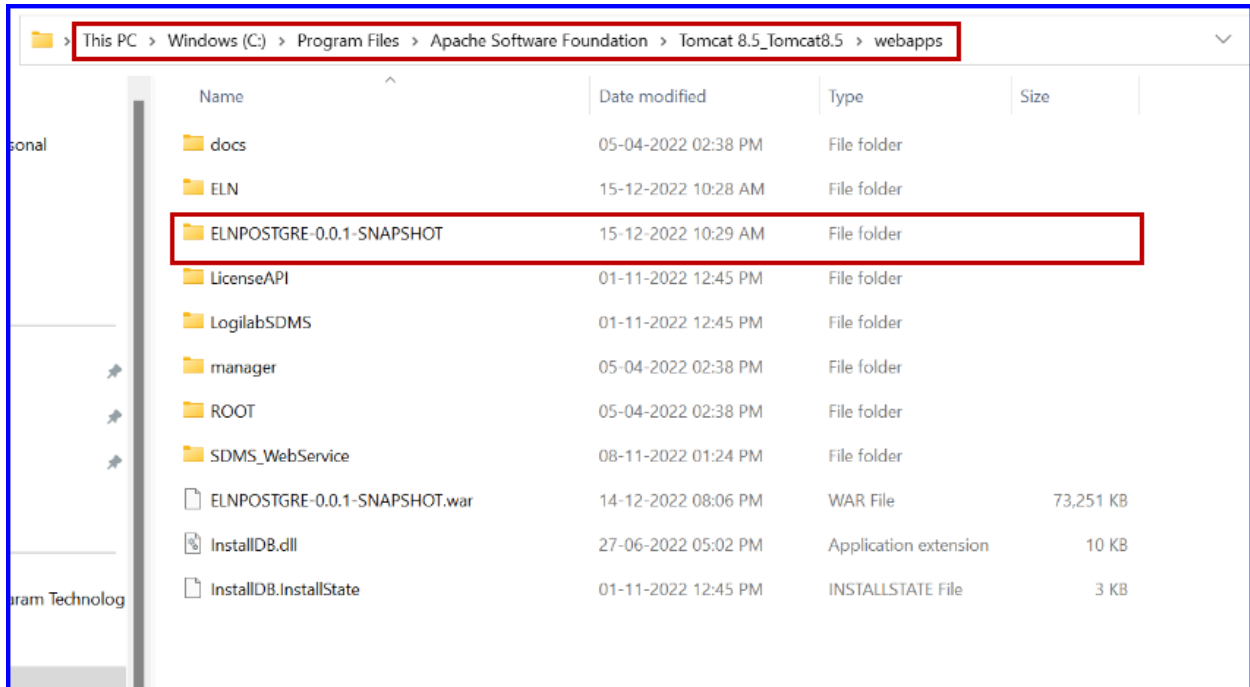 This PC > Windows (C:) > Program Files > Apache Software Foundation > Tomcat 8.5_Tomcat8.5 > webapps
Name Date modified Type Size
sonal
docs 05-04-2022 02:38 PM File folder
ELN 15-12-2022 10:28 AM File folder
ELNPOSTGRE-0.0.1-SNAPSHOT 15-12-2022 10:29 AM File folder
LicenseAPI 01-11-2022 12:45 PM File folder
LogilabSDMS 01-11-2022 12:45 PM File folder
manager 05-04-2022 02:38 PM File folder
ROOT 05-04-2022 02:38 PM File folder
SDMS_WebService 08-11-2022 01:24 PM File folder
ELNPOSTGRE-0.0.1-SNAPSHOT.war 14-12-2022 08:06 PM WAR File 73,251 KB
InstallDB.dll 27-06-2022 05:02 PM Application extension 10 KB
InstallDB.InstallState 01-11-2022 12:45 PM INSTALLSTATE File 3 KB
aram Technolog